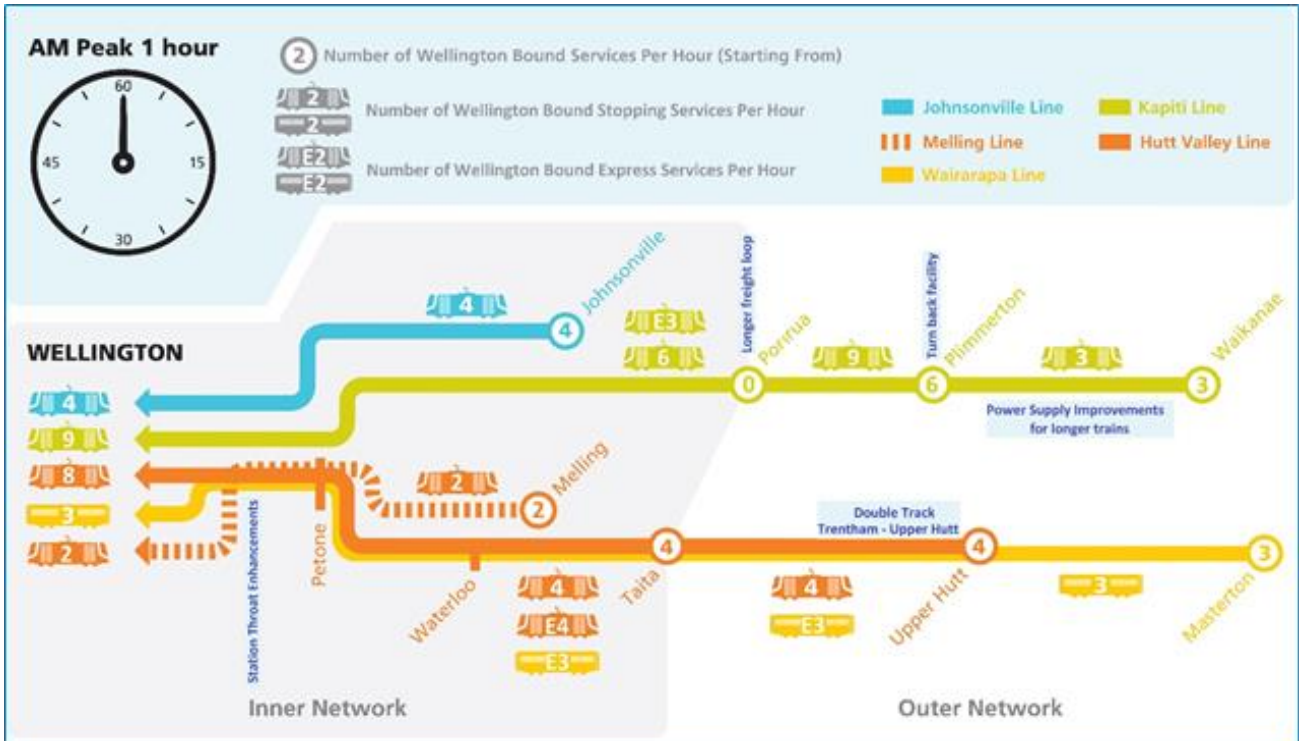 AM Peak 1 hour
60
45
15
30
2
Number of Wellington Bound Services Per Hour (Starting From)
2
2
Number of Wellington Bound Stopping Services Per Hour
E2
E2
Number of Wellington Bound Express Services Per Hour
Johnsonville Line
Kapiti Line
Melling Line
Hutt Valley Line
Wairarapa Line
WELLINGTON
4
9
8
3
2
4
4
Johnsonville
E3
6
Longer freight loop
0
Porirua
9
Turn back facility
6
Plimmerton
3
3
Waikanae
Power Supply Improvements
for longer trains
Station Throat Enhancements
Petone
2
2
Melling
Waterloo
4
E4
E3
4
Taita
Double Track
Trentham - Upper Hutt
4
E3
4
Upper Hutt
3
3
Masterton
Inner Network
Outer Network